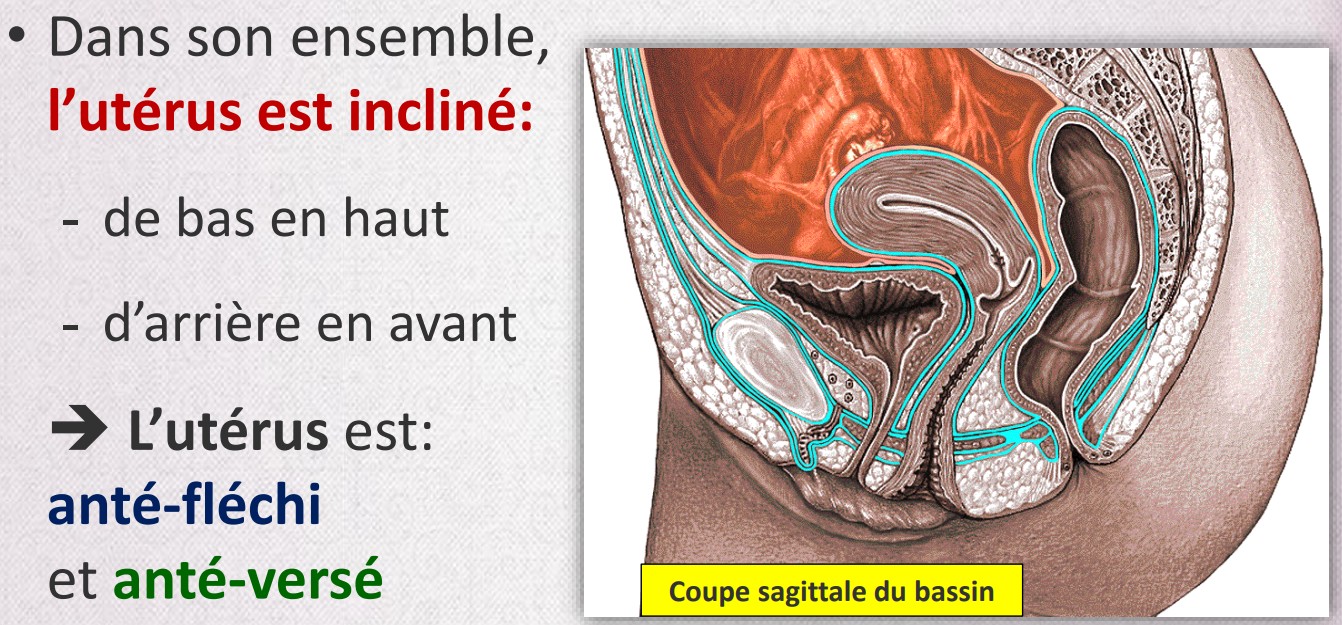 • Dans son ensemble,
l’utérus est incliné:
- de bas en haut
- d’arrière en avant
➔ L’utérus est:
anté-fléchi
et anté-versé
Coupe sagittale du bassin